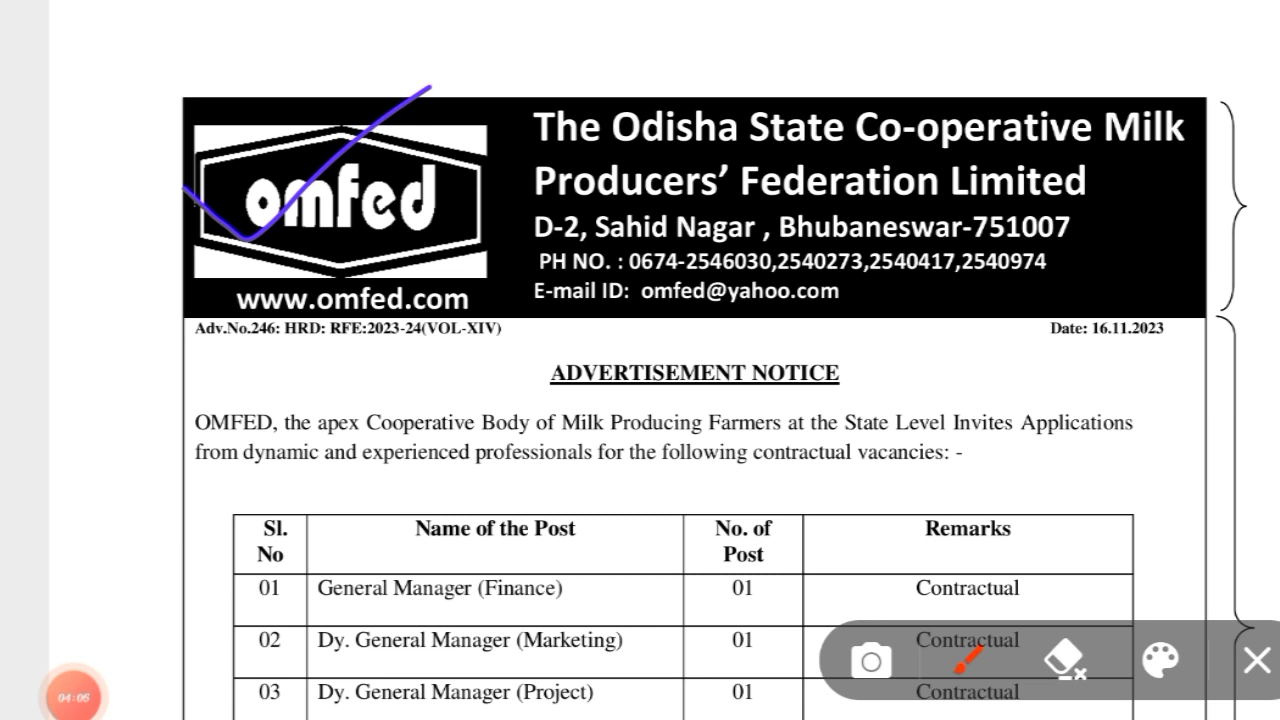 The Odisha State Co-operative Milk
Producers’ Federation Limited
omfed
D-2, Sahid Nagar , Bhubaneswar-751007
PH NO. : 0674-2546030,2540273,2540417,2540974
www.omfed.com
E-mail ID: omfed@yahoo.com
Adv.No.246: HRD: RFE:2023-24(VOL-XIV) Date: 16.11.2023
ADVERTISEMENT NOTICE
OMFED, the apex Cooperative Body of Milk Producing Farmers at the State Level Invites Applications
from dynamic and experienced professionals for the following contractual vacancies: -
Sl. No Name of the Post No. of Post Remarks
01 General Manager (Finance) 01 Contractual
02 Dy. General Manager (Marketing) 01 Contractual
03 Dy. General Manager (Project) 01 Contractual
04:06